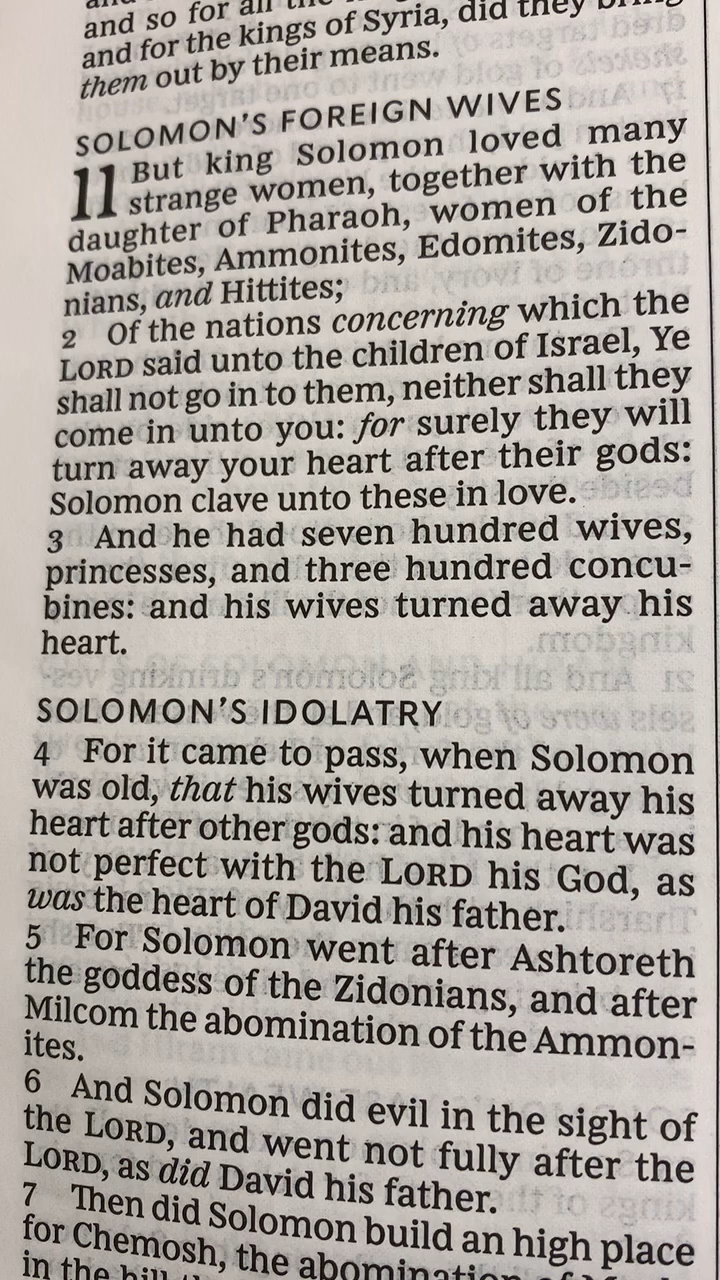 and so for all
and for the kings of Syria, did they
them out by their means.
SOLOMON'S FOREIGN WIVES
11 But king Solomon loved many
strange women, together with the
daughter of Pharaoh, women of the
Moabites, Ammonites, Edomites, Zido-
nians, and Hittites;
2 Of the nations concerning which the
LORD said unto the children of Israel, Ye
shall not go in to them, neither shall they
come in unto you: for surely they will
turn away your heart after their gods:
Solomon clave unto these in love.
3 And he had seven hundred wives,
princesses, and three hundred concu-
bines: and his wives turned away his
heart.
SOLOMON'S IDOLATRY
4 For it came to pass, when Solomon
was old, that his wives turned away his
heart after other gods: and his heart was
not perfect with the LORD his God, as
was the heart of David his father.
5 For Solomon went after Ashtoreth
the goddess of the Zidonians, and after
Milcom the abomination of the Ammon-
ites.
6 And Solomon did evil in the sight of
the LORD, and went not fully after the
LORD, as did David his father.
7 Then did Solomon build an high place
for Chemosh, the abomination of
in the hill